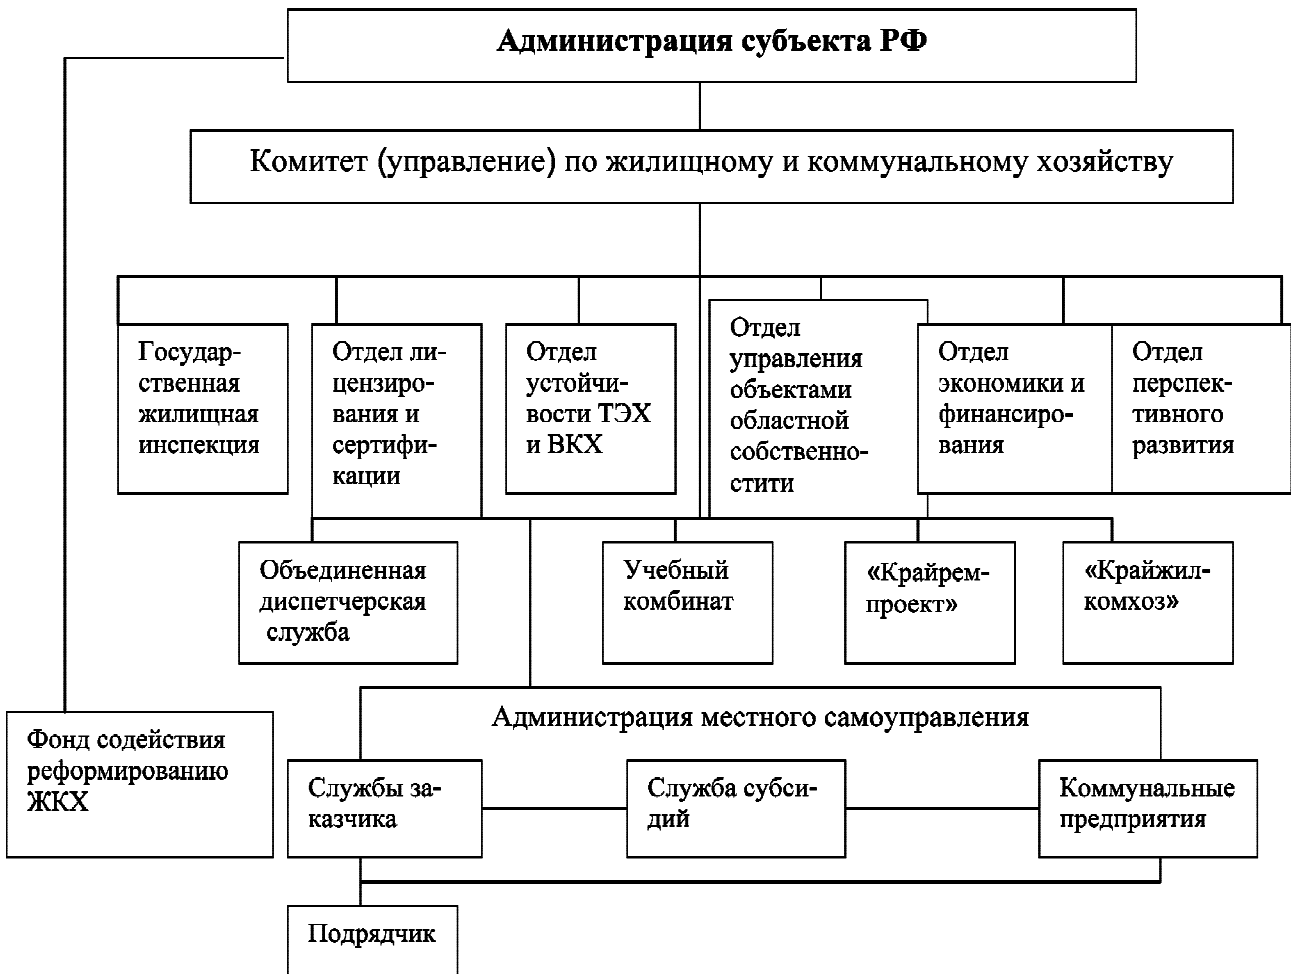 Администрация субъекта РФ
Комитет (управление) по жилищному и коммунальному хозяйству
Государ-
ственная
жилищная
инспекция
Отдел ли-
цензиро-
вания и
сертифи-
кации
Отдел
устойчи-
вости ТЭХ
и ВКХ
Отдел
управления
объектами
областной
собственно-
стити
Отдел
экономики и
финансиро-
вания
Отдел
перспек-
тивного
развития
Объединенная
диспетчерская
служба
Учебный
комбинат
«Крайрем-
проект»
«Крайжил-
комхоз»
Администрация местного самоуправления
Фонд содействия
реформированию
ЖКХ
Службы за-
казчика
Служба субси-
дий
Коммунальные
предприятия
Подрядчик